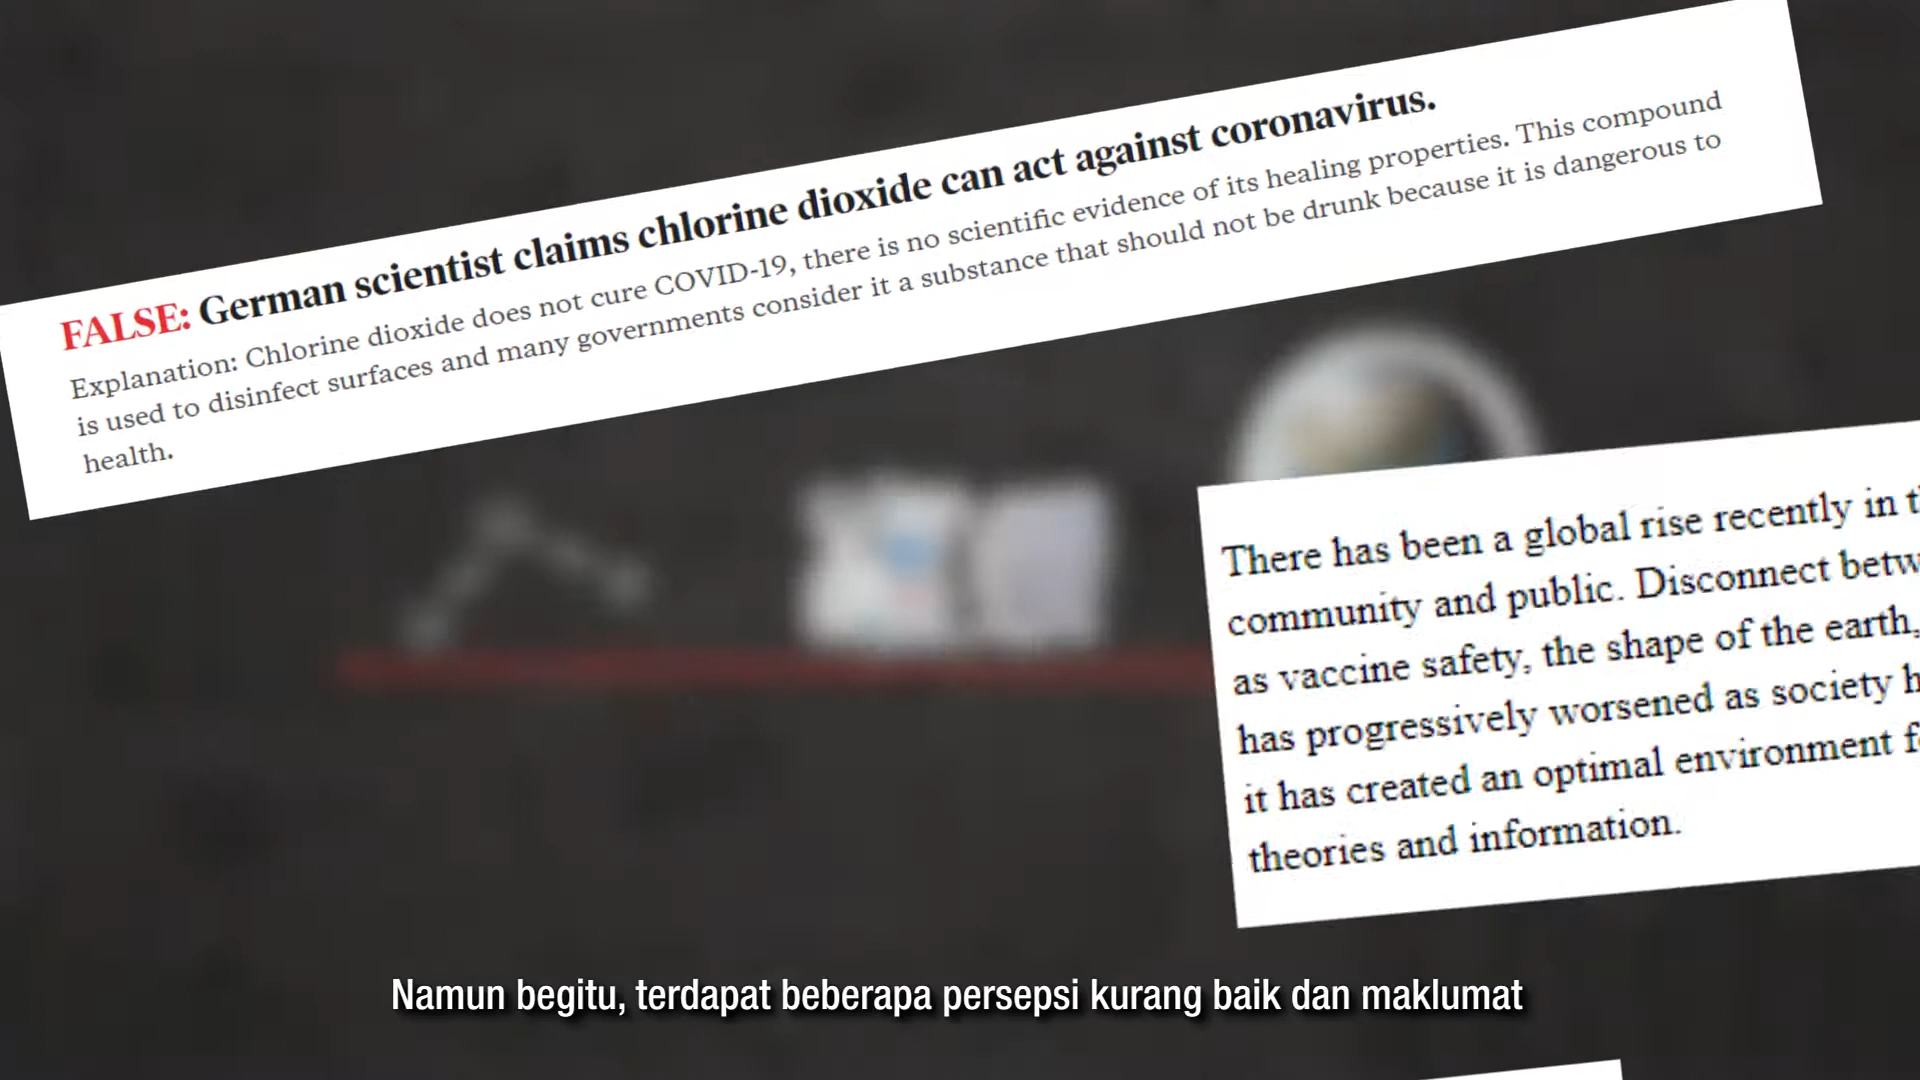 FALSE: German scientist claims chlorine dioxide can act against coronavirus.
Explanation: Chlorine dioxide does not cure COVID-19, there is no scientific evidence of its healing properties. This compound
is used to disinfect surfaces and many governments consider it a substance that should not be drunk because it is dangerous to
health.
There has been a global rise recently in
community and public. Disconnect
as vaccine safety, the shape of the earth,
has progressively worsened as society
it has created an optimal environment
theories and information.
Namun begitu, terdapat beberapa persepsi kurang baik dan maklumat